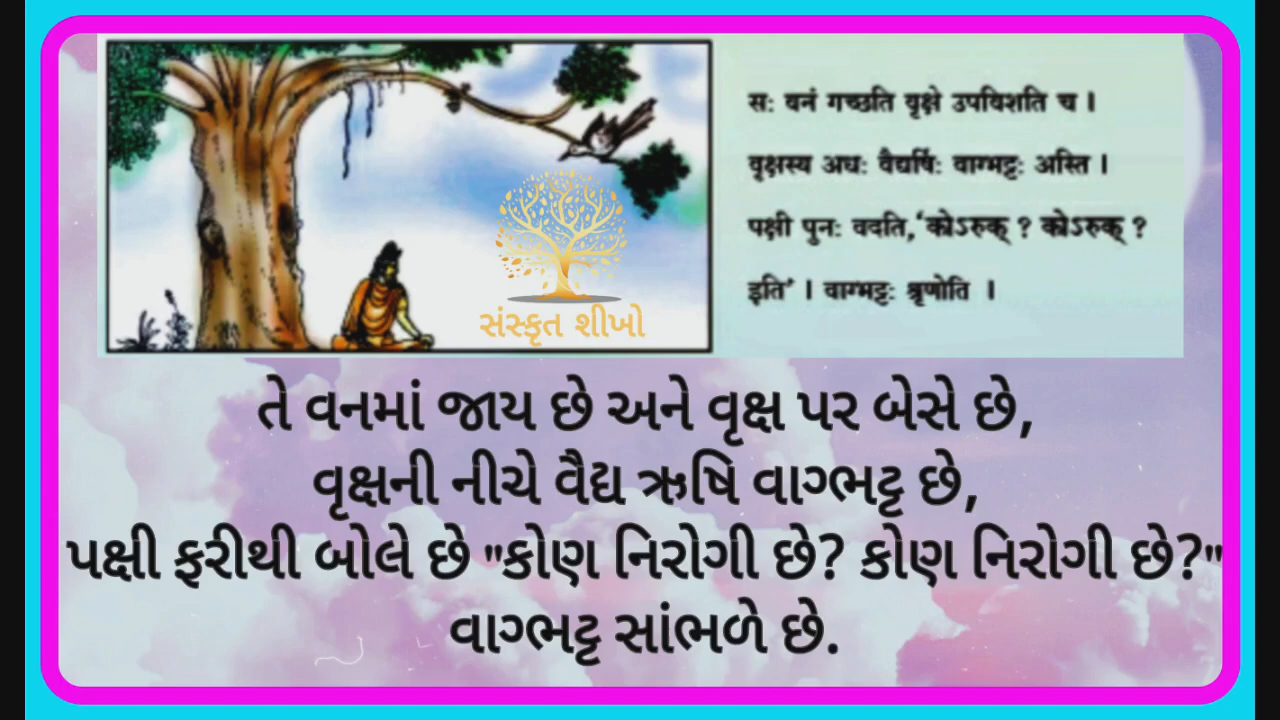 सः वनं गच्छति वृक्षे उपविशति च ।
वृक्षस्य अधः वैद्यर्षिः वाग्भट्टः अस्ति ।
पक्षी पुनः वदति, ‘कोऽरुक् ? कोऽरुक् ?
इति’ । वाग्भट्टः श्रृणोति ।
સંસ્કૃત શીખો
તે વનમાં જાય છે અને વૃક્ષ પર બેસે છે,
વૃક્ષની નીચે વૈદ્ય ઋષિ વાગ્ભટ્ટ છે,
પક્ષી ફરીથી બોલે છે "કોણ નિરોગી છે? કોણ નિરોગી છે?"
વાગ્ભટ્ટ સાંભળે છે.